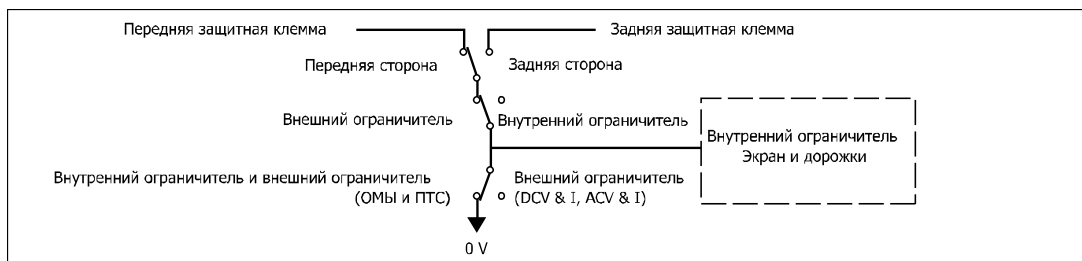 Передняя защитная клемма
Задняя защитная клемма
Передняя сторона
Задняя сторона
Внешний ограничитель
Внутренний ограничитель
Внутренний ограничитель
Экран и дорожки
Внутренний ограничитель и внешний ограничитель
(ОМЫ и ПТС)
Внешний ограничитель
(DCV & I, ACV & I)
0 V